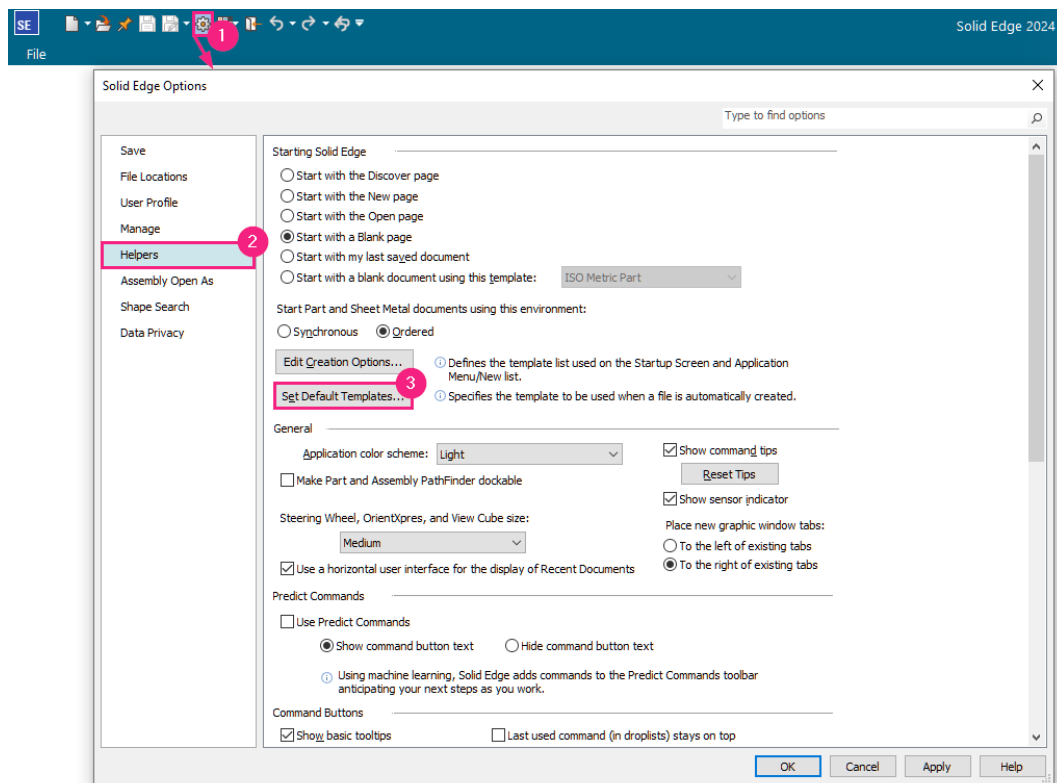 SE
1
Solid Edge 2024
File
Solid Edge Options
Type to find options
Save
File Locations
User Profile
Manage
2
Helpers
Assembly Open As
Shape Search
Data Privacy
Starting Solid Edge
Start with the Discover page
Start with the New page
Start with the Open page
Start with a Blank page
Start with my last saved document
Start with a blank document using this template:
ISO Metric Part
Start Part and Sheet Metal documents using this environment:
Synchronous
Ordered
Edit Creation Options...
Defines the template list used on the Startup Screen and Application
Menu/New list.
3
Set Default Templates...
Specifies the template to be used when a file is automatically created.
General
Application color scheme:
Light
Make Part and Assembly PathFinder dockable
Steering Wheel, OrientXpres, and View Cube size:
Medium
Use a horizontal user interface for the display of Recent Documents
Show command tips
Reset Tips
Show sensor indicator
Place new graphic window tabs:
To the left of existing tabs
To the right of existing tabs
Predict Commands
Use Predict Commands
Show command button text
Hide command button text
Using machine learning, Solid Edge adds commands to the Predict Commands toolbar
anticipating your next steps as you work.
Command Buttons
Show basic tooltips
Last used command (in droplists) stays on top
OK
Cancel
Apply
Help